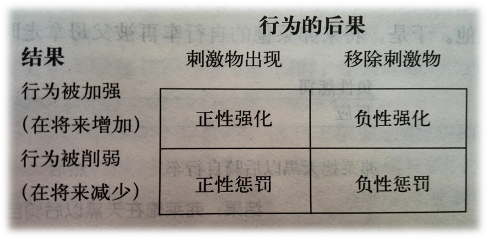 行为的后果
结果 刺激物出现 移除刺激物
行为被加强
(在将来增加) 正性强化 负性强化
行为被削弱
(在将来减少) 正性惩罚 负性惩罚